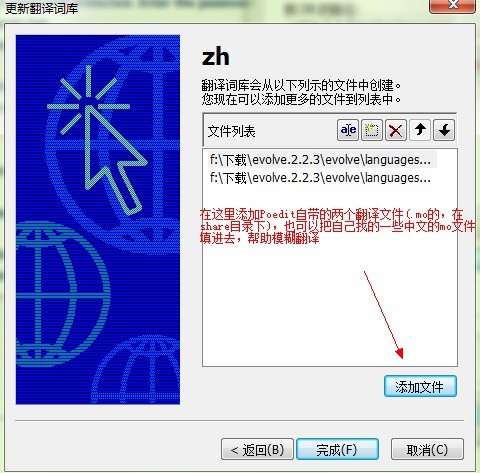 更新翻译词库
zh
翻译词库会从以下列示的文件中创建。
您现在可以添加更多的文件到列表中。
文件列表
f:\下载\evolve.2.2.3\evolve\languages...
f:\下载\evolve.2.2.3\evolve\languages...
在这里添加Poedit自带的两个翻译文件(.mo的，在
share目录下)，也可以把自己找的一些中文的mo文件
填进去，帮助模糊翻译
添加文件
< 返回(B)
完成(F)
取消(C)